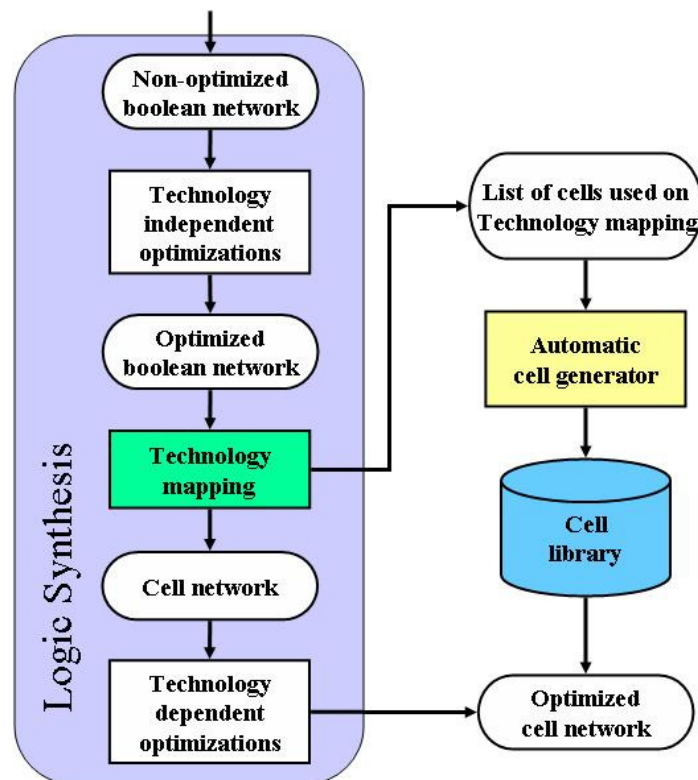 Non-optimized
boolean network
Technology
independent
optimizations
Optimized
boolean network
Technology
mapping
Cell network
Technology
dependent
optimizations
Logic Synthesis
List of cells used on
Technology mapping
Automatic
cell generator
Cell
library
Optimized
cell network